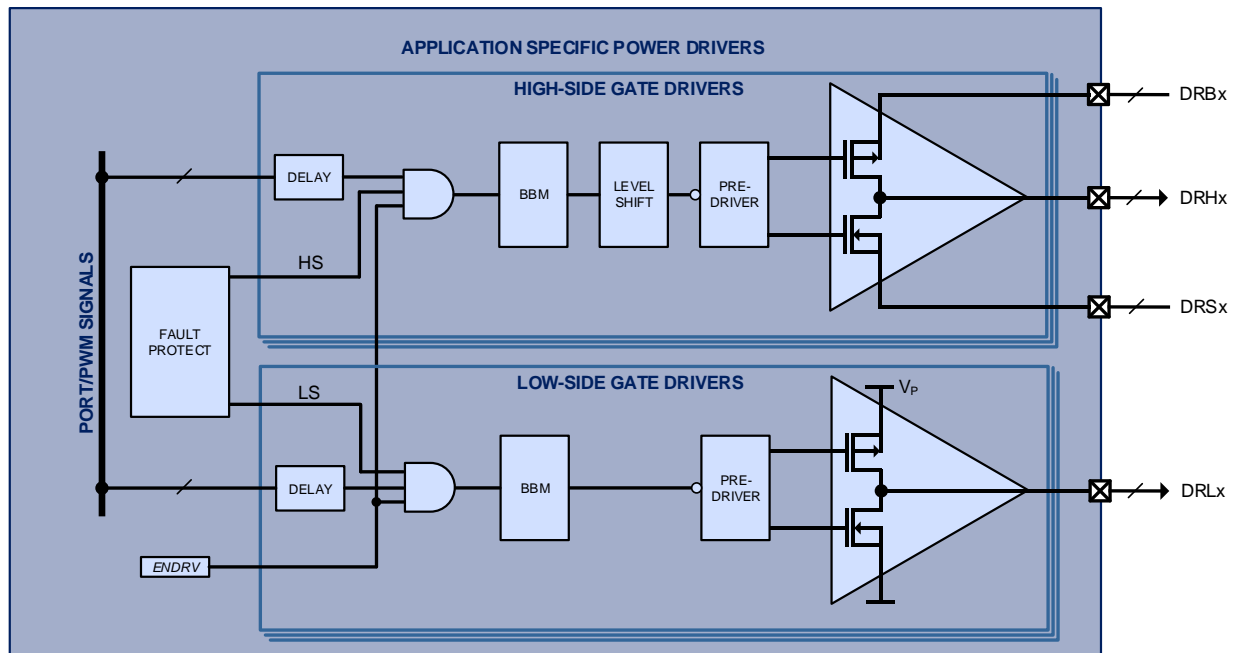 APPLICATION SPECIFIC POWER DRIVERS
HIGH-SIDE GATE DRIVERS
DRBx
DELAY
BBM
LEVEL
SHIFT
PRE-
DRIVER
DRHx
HS
PORT/PWM SIGNALS
FAULT
PROTECT
DRSx
LOW-SIDE GATE DRIVERS
LS
VP
DELAY
BBM
PRE-
DRIVER
DRLx
ENDRV